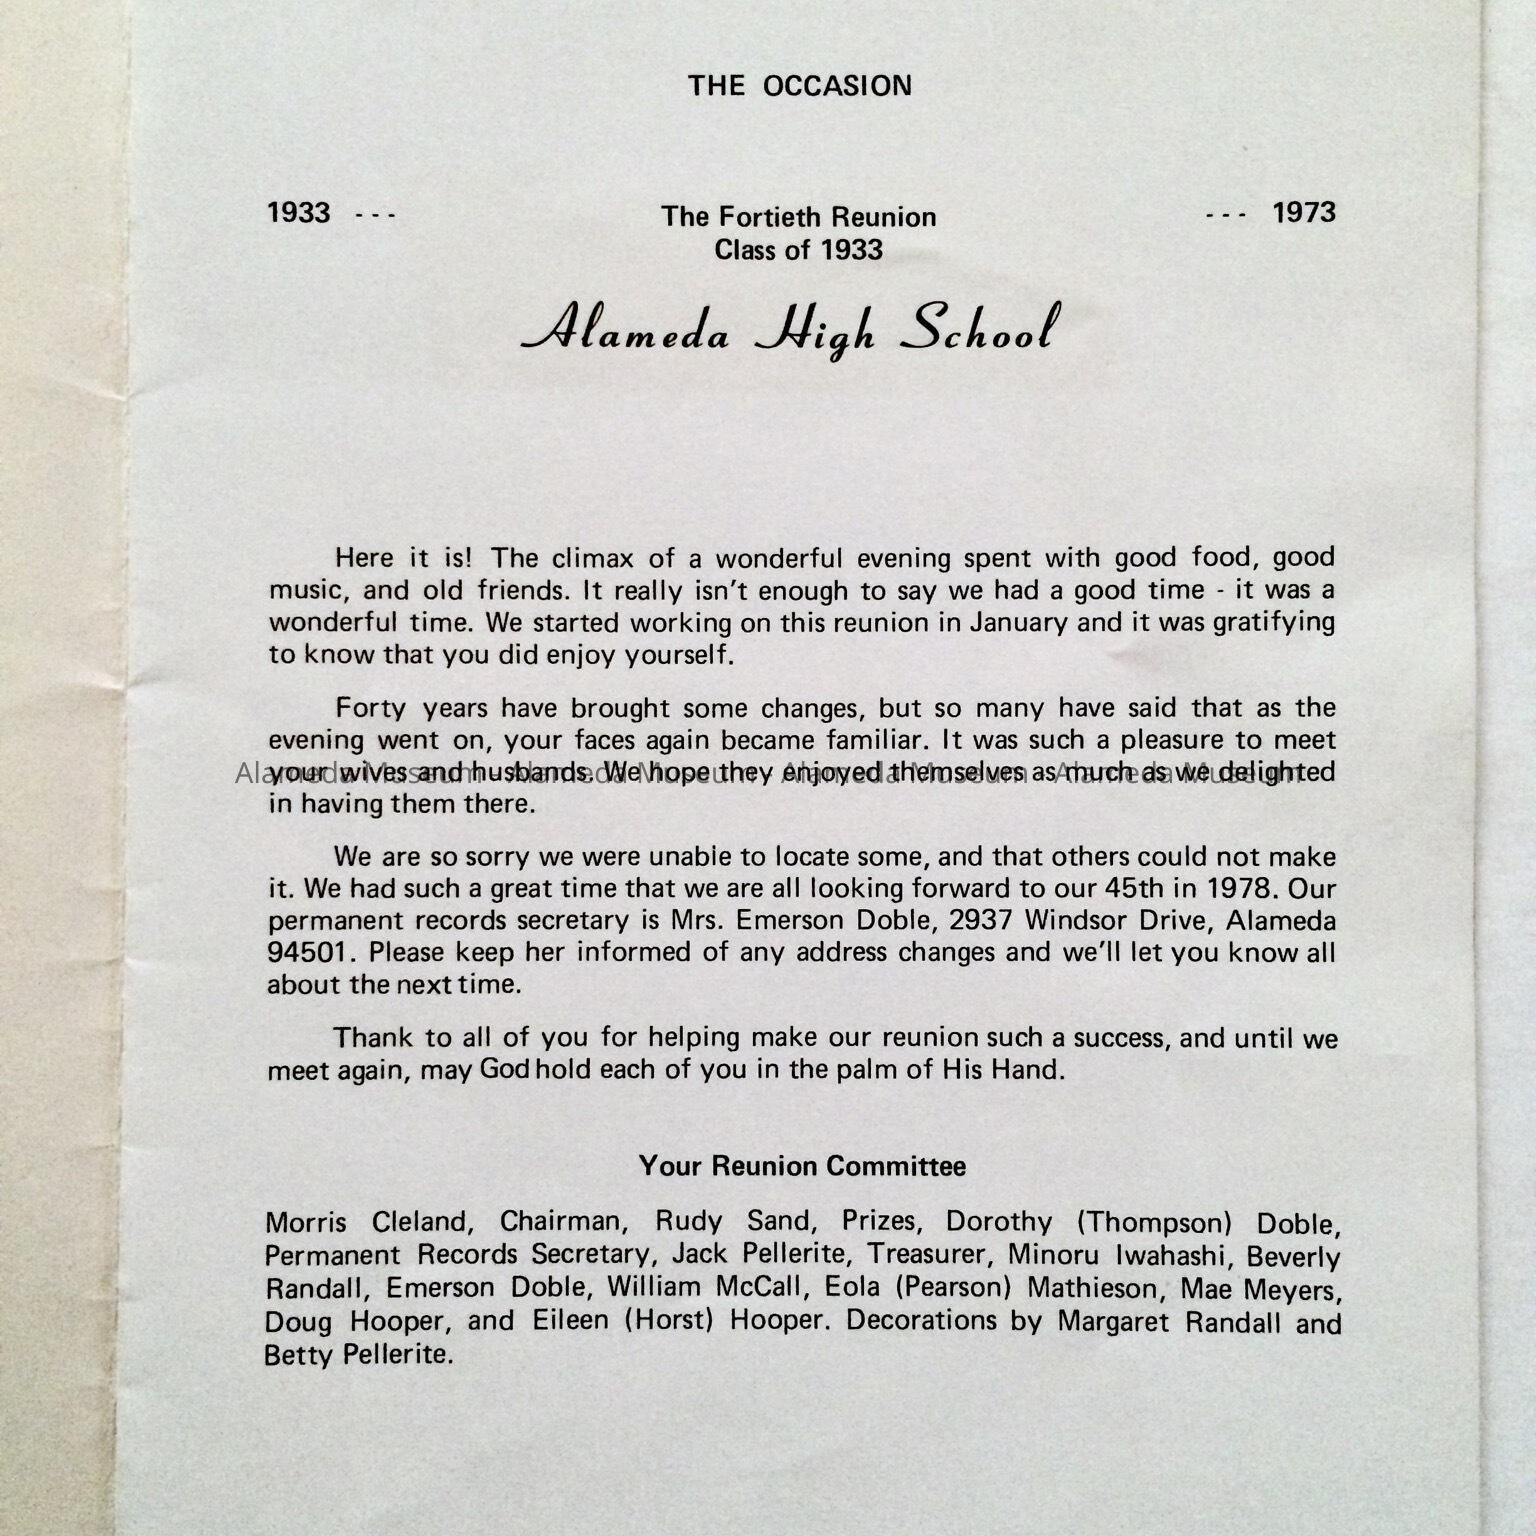 THE OCCASION
1933 --- The Fortieth Reunion --- 1973
Class of 1933
Alameda High School
Here it is! The climax of a wonderful evening spent with good food, good
music, and old friends. It really isn't enough to say we had a good time - it was a
wonderful time. We started working on this reunion in January and it was gratifying
to know that you did enjoy yourself.
Forty years have brought some changes, but so many have said that as the
evening went on, your faces again became familiar. It was such a pleasure to meet
your wives and husbands. We hope they enjoyed themselves as much as we delighted
Alameda Museum - Alameda Museum - Alameda Museum - Alameda Museum
in having them there.
We are so sorry we were unable to locate some, and that others could not make
it. We had such a great time that we are all looking forward to our 45th in 1978. Our
permanent records secretary is Mrs. Emerson Doble, 2937 Windsor Drive, Alameda
94501. Please keep her informed of any address changes and we'll let you know all
about the next time.
Thank to all of you for helping make our reunion such a success, and until we
meet again, may God hold each of you in the palm of His Hand.
Your Reunion Committee
Morris Cleland, Chairman, Rudy Sand, Prizes, Dorothy (Thompson) Doble,
Permanent Records Secretary, Jack Pellerite, Treasurer, Minoru Iwahashi, Beverly
Randall, Emerson Doble, William McCall, Eola (Pearson) Mathieson, Mae Meyers,
Doug Hooper, and Eileen (Horst) Hooper. Decorations by Margaret Randall and
Betty Pellerite.